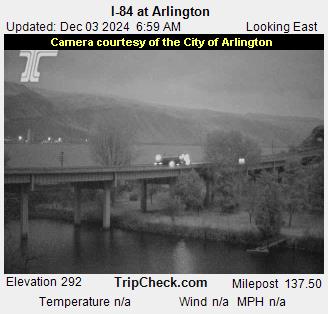 I-84 at Arlington
Updated: Dec 03 2024 6:59 AM Looking East
Camera courtesy of the City of Arlington
Elevation 292 TripCheck.com Milepost 137.50
Temperature n/a Wind n/a MPH n/a